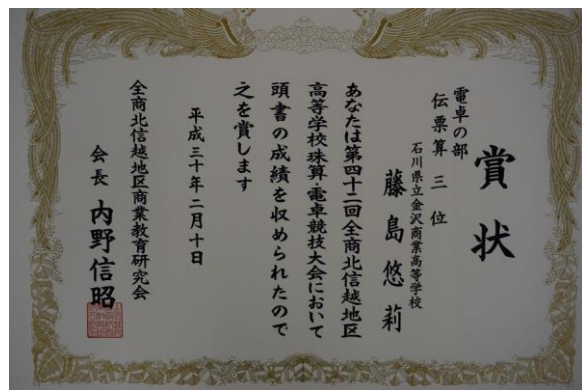 賞状
電卓の部
伝票算 三位
石川県立金沢商業高等学校
藤島悠莉
あなたは第四十二回全商北信越地区
高等学校珠算・電卓競技大会において
頭書の成績を収められたので
之を賞します
平成三十年二月十日
全商北信越地区商業教育研究会
会長 内野信昭